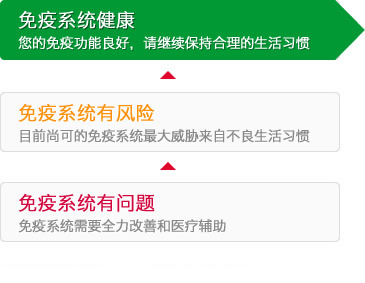 免疫系统健康
您的免疫功能良好，请继续保持合理的生活习惯
免疫系统有风险
目前尚可的免疫系统最大威胁来自不良生活习惯
免疫系统有问题
免疫系统需要全力改善和医疗辅助